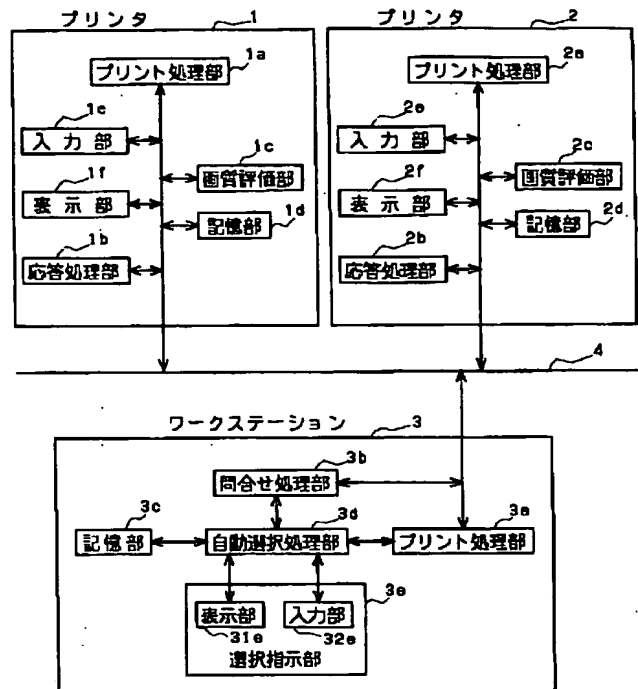 プリンタ 1
プリント処理部 1a
1e
入力部
1c
画質評価部
1f
表示部
1d
記憶部
1b
応答処理部
プリンタ 2
プリント処理部 2a
2e
入力部
2c
画質評価部
2f
表示部
記憶部 2d
2b
応答処理部
4
ワークステーション 3
3b
問合せ処理部
3c
記憶部
3d
自動選択処理部
3a
プリント処理部
3e
表示部
31e
入力部
32e
選択指示部